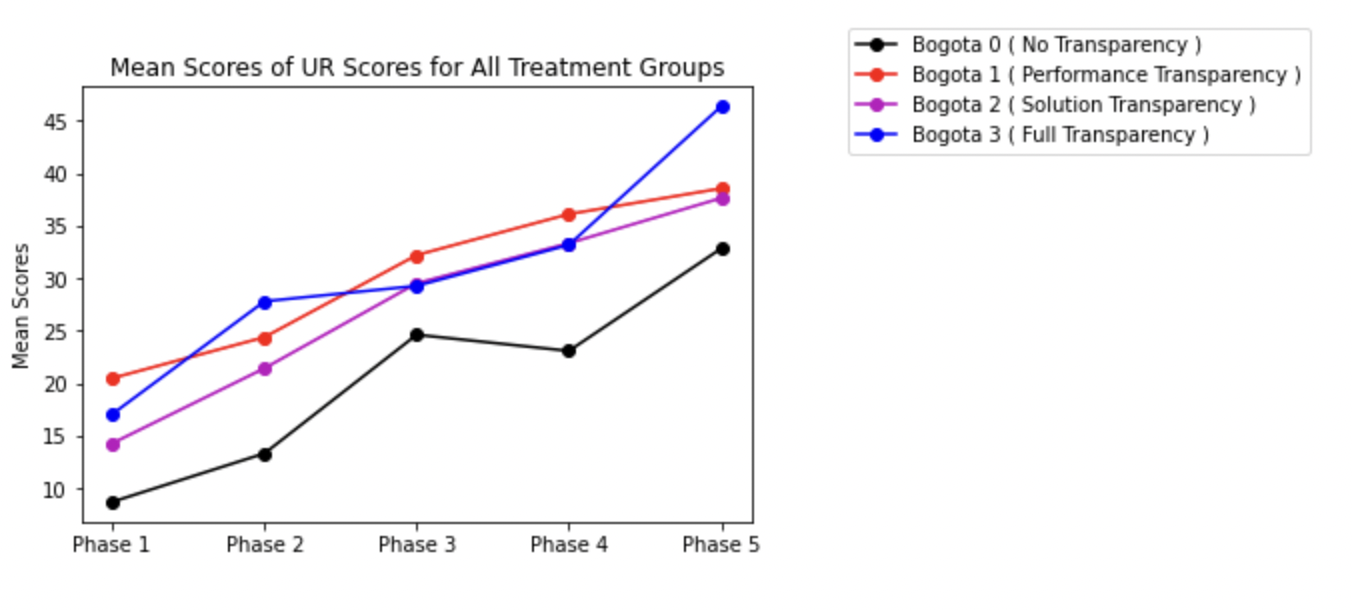 Mean Scores of UR Scores for All Treatment Groups
Bogota 0 ( No Transparency )
Bogota 1 ( Performance Transparency )
Bogota 2 ( Solution Transparency )
Bogota 3 ( Full Transparency )
Mean Scores
45
40
35
30
25
20
15
10
Phase 1 Phase 2 Phase 3 Phase 4 Phase 5